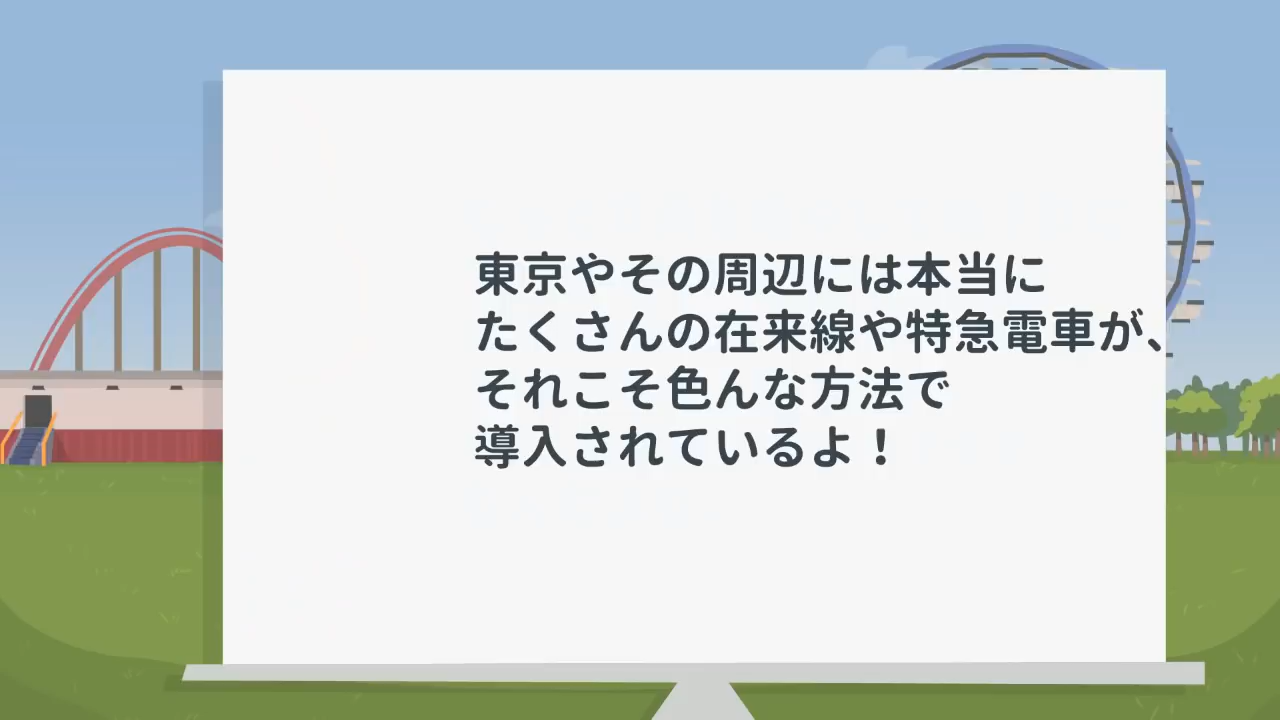 東京やその周辺には本当に
たくさんの在来線や特急電車が、
それこそ色んな方法で
導入されているよ！